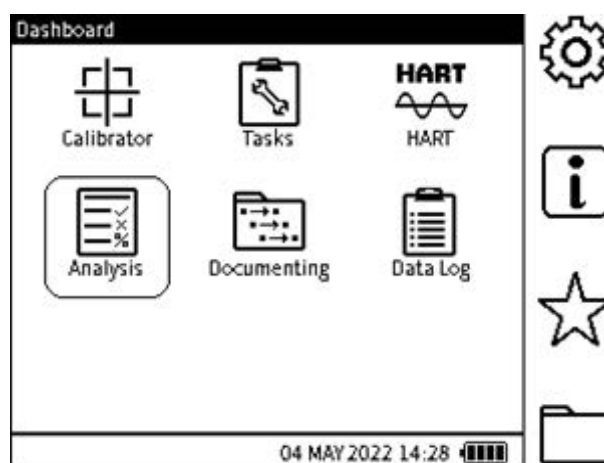 Dashboard
HART
Calibrator Tasks HART
Analysis Documenting Data Log
04 MAY 2022 14:28